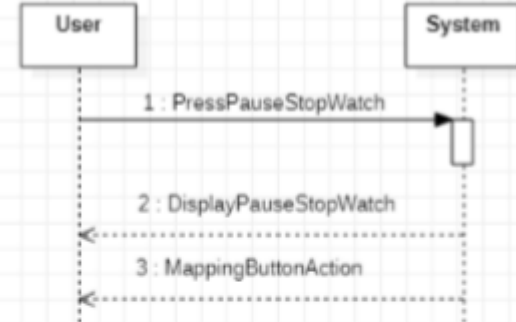 User
System
1 : PressPauseStopWatch
2 : DisplayPauseStopWatch
3 : MappingButtonAction